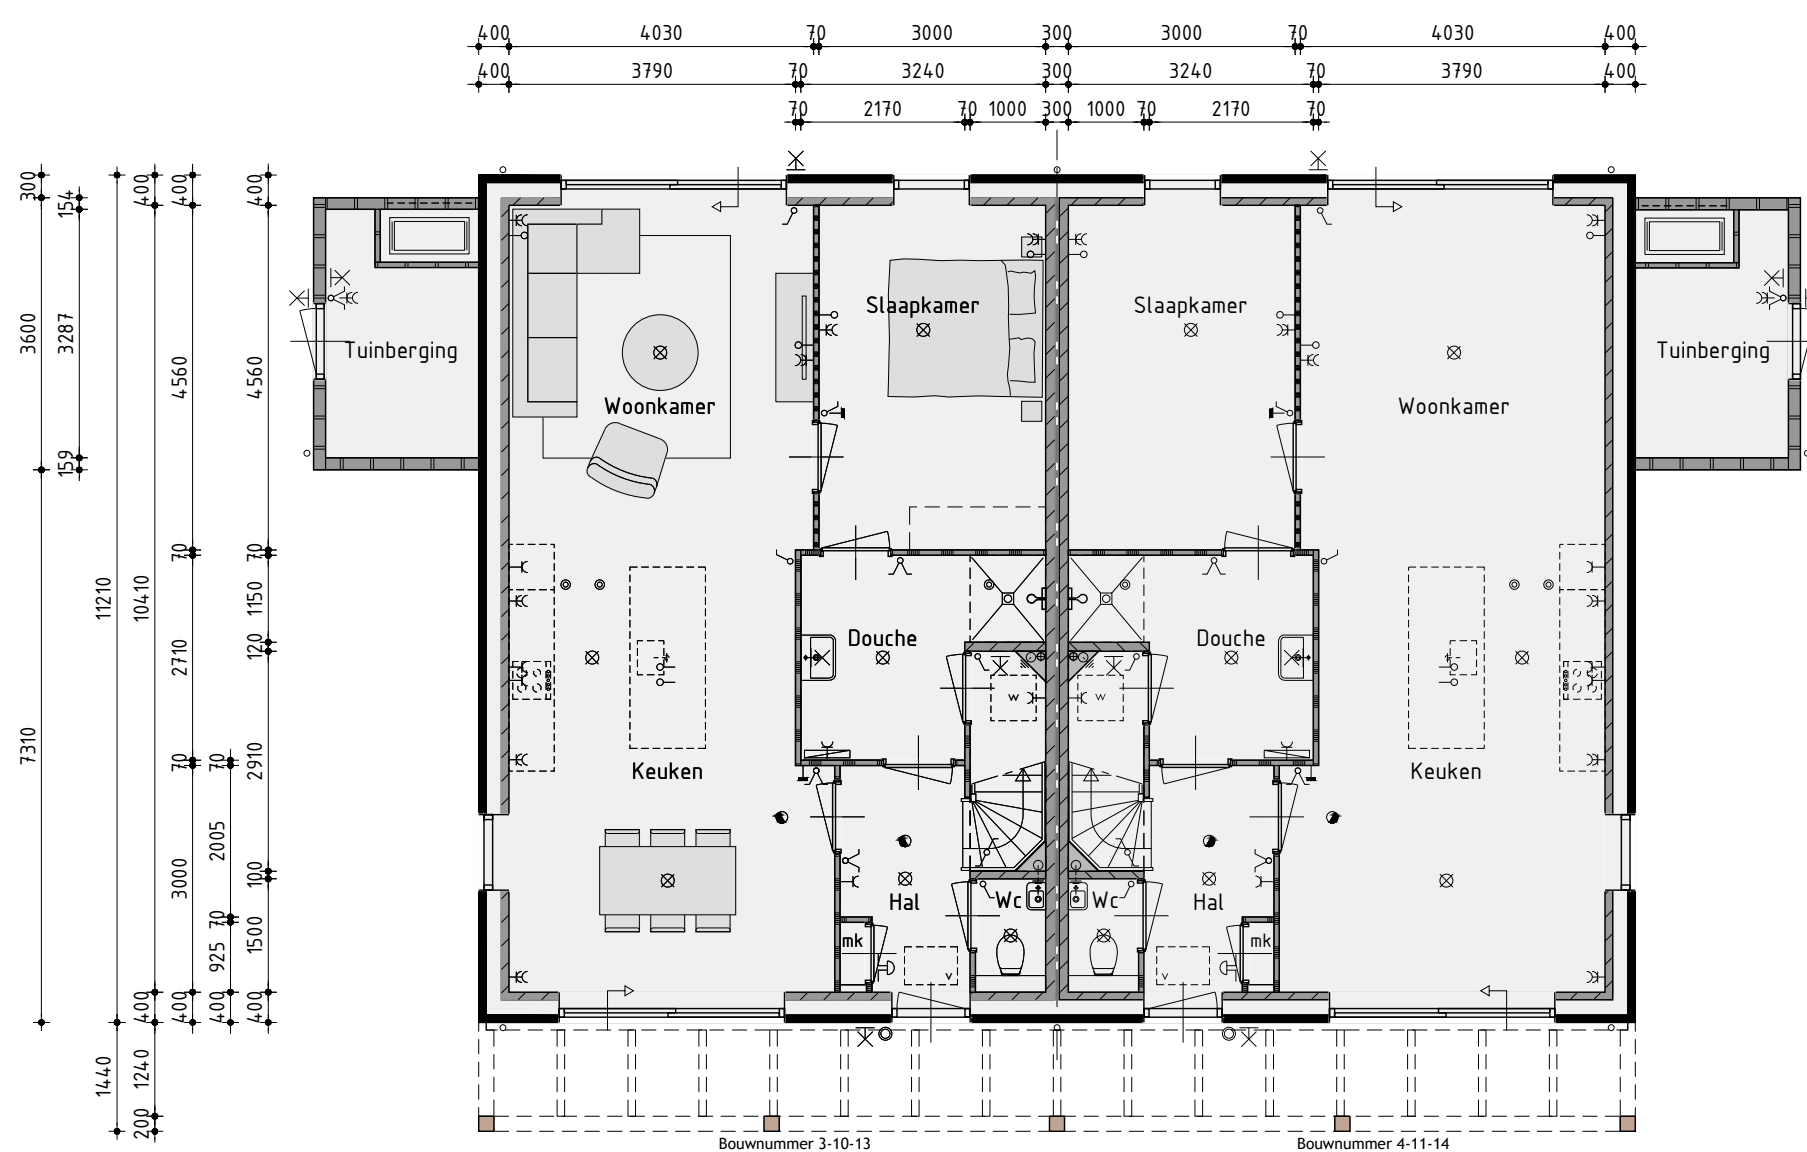 400 4030 70 3000 300 3000 70 4030 400
400 3790 70 3240 300 3240 70 3790 400
70 2170 70 1000 300 1000 70 2170 70
300 3600 7310
154 3287 159
11210 1440
400 10410 400 1240 200
400 4560 70 2710 70 3000 400
70 2005 70 925 400
400 4560 70 1150 120 2910 100 1500 400
Slaapkamer Slaapkamer
Tuinberging Tuinberging
Woonkamer Woonkamer
Douche Douche
w w
Keuken Keuken
Hal Wc Wc Hal
mk mk
v v
Bouwnummer 3-10-13 Bouwnummer 4-11-14